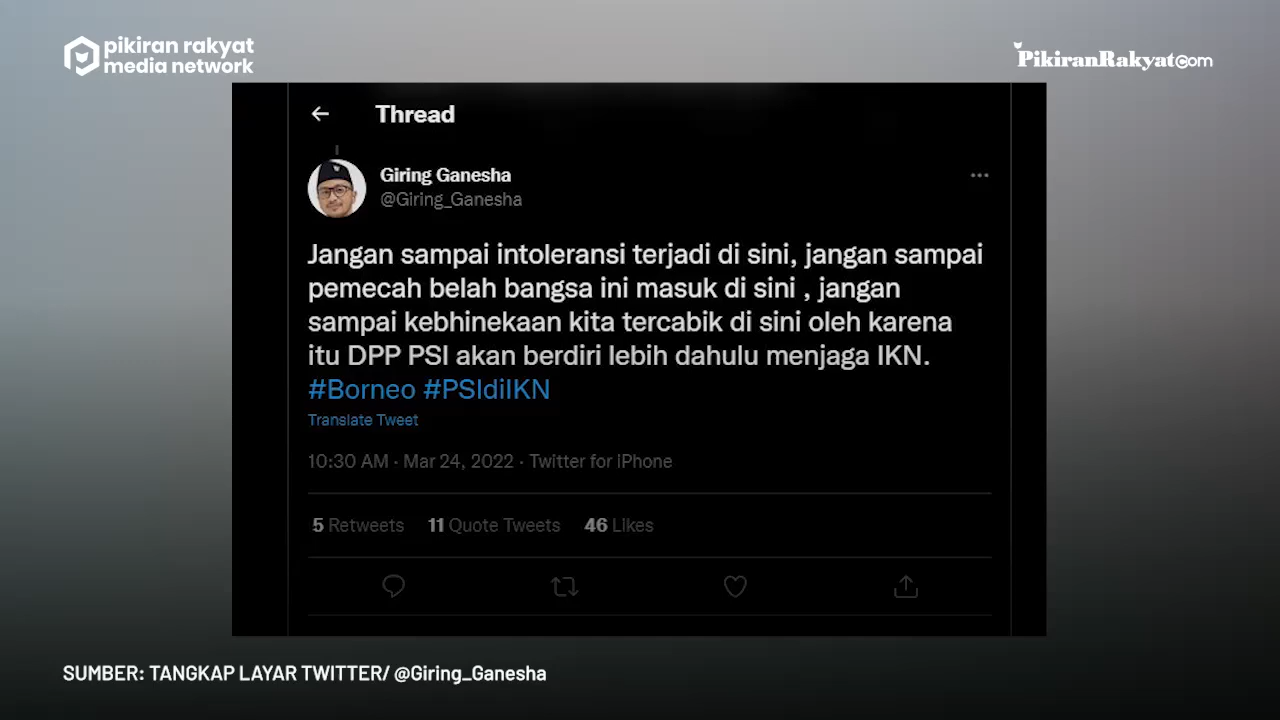 pikiran rakyat
media network
PikiranRakyat.com
Thread
Giring Ganesha
@Giring_Ganesha
Jangan sampai intoleransi terjadi di sini, jangan sampai
pemecah belah bangsa ini masuk di sini , jangan
sampai kebhinekaan kita tercabik di sini oleh karena
itu DPP PSI akan berdiri lebih dahulu menjaga IKN.
#Borneo #PSIdiIKN
Translate Tweet
10:30 AM · Mar 24, 2022 · Twitter for iPhone
5 Retweets 11 Quote Tweets 46 Likes
SUMBER: TANGKAP LAYAR TWITTER/ @Giring_Ganesha